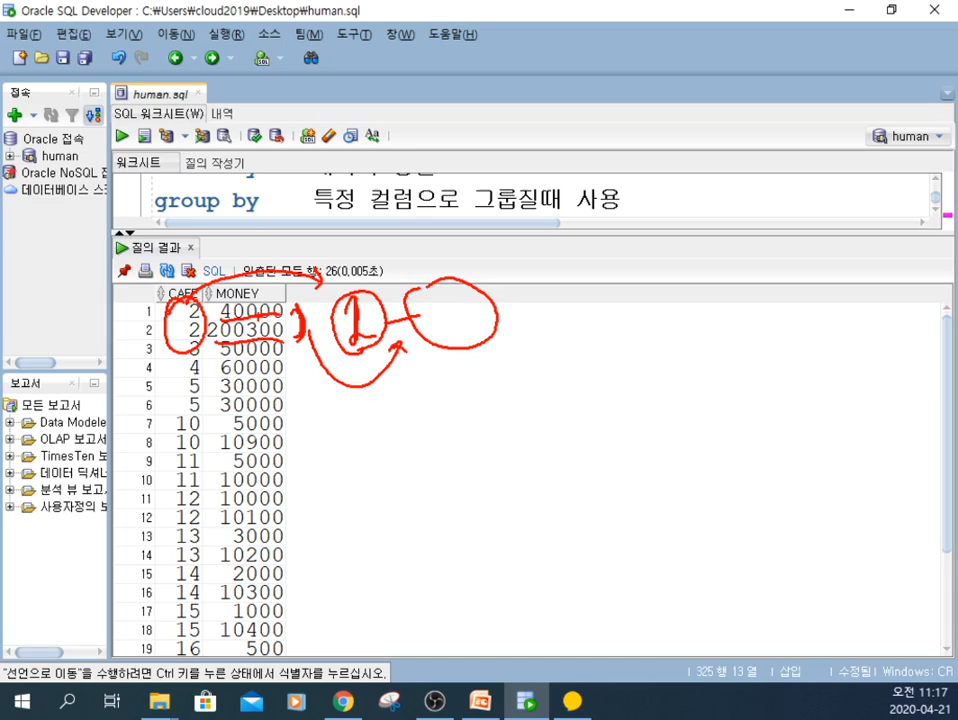 Oracle SQL Developer : C:￦Users￦cloud2019￦Desktop￦human.sql
파일(F) 편집(E) 보기(V) 이동(N) 실행(R) 소스 팀(M) 도구(T) 창(W) 도움말(H)
접속
human.sql
SQL 워크시트(W) 내역
Oracle 접속
human
Oracle NoSQL 접
데이터베이스 스
human
워크시트 질의 작성기
group by 특정 컬럼으로 그룹질때 사용
질의 결과
SQL | 인출된 모든 행: 26(0,005초)
CAFE MONEY
1 2 40000
2 2 200300
3 3 50000
4 4 60000
5 5 30000
6 5 30000
7 10 5000
8 10 10900
9 11 5000
10 11 10000
11 12 10000
12 12 10100
13 13 3000
14 13 10200
15 14 2000
16 14 10300
17 15 1000
18 15 10400
19 16 500
보고서
모든 보고서
Data Modele
OLAP 보고서
TimesTen 보
데이터 딕셔너
분석 뷰 보고
사용자정의 보
"선언으로 이동"을 수행하려면 Ctrl 키를 누른 상태에서 식별자를 누르십시오.
325 행 13 열 | 삽입 | 수정됨 | Windows: CR
오전 11:17
2020-04-21